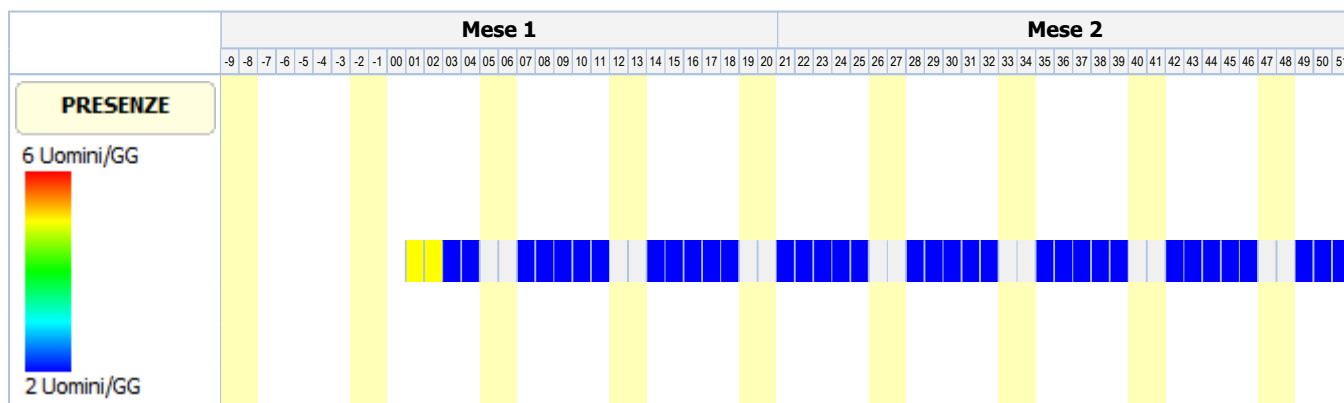 Mese 1 Mese 2
-9 -8 -7 -6 -5 -4 -3 -2 -1 00 01 02 03 04 05 06 07 08 09 10 11 12 13 14 15 16 17 18 19 20 21 22 23 24 25 26 27 28 29 30 31 32 33 34 35 36 37 38 39 40 41 42 43 44 45 46 47 48 49 50 51
PRESENZE
6 Uomini/GG
2 Uomini/GG